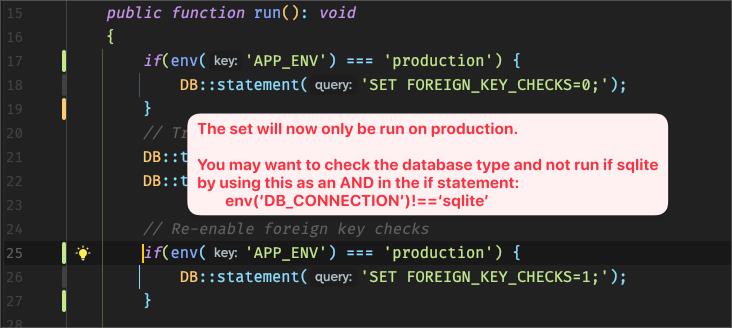 15 public function run(): void
16 {
17 if(env( key: 'APP_ENV') === 'production') {
18 DB::statement( query: 'SET FOREIGN_KEY_CHECKS=0;');
19 }
20 // Tr
The set will now only be run on production.
21 DB::t
You may want to check the database type and not run if sqlite
22 DB::t
by using this as an AND in the if statement:
23
env(‘DB_CONNECTION’)!==‘sqlite’
24 // Re-enable foreign key checks
25 if(env( key: 'APP_ENV') === 'production') {
26 DB::statement( query: 'SET FOREIGN_KEY_CHECKS=1;');
27 }
28